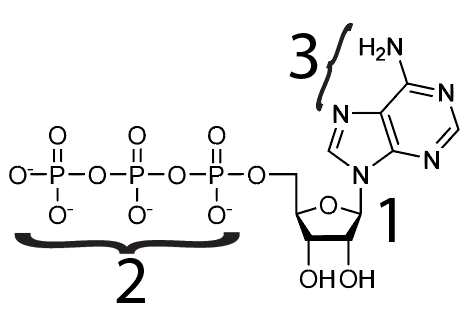 3 H₂N
N N
O O O N N
O⁻ P O P O P O O 1
O⁻ O⁻ O⁻
2 OH OH